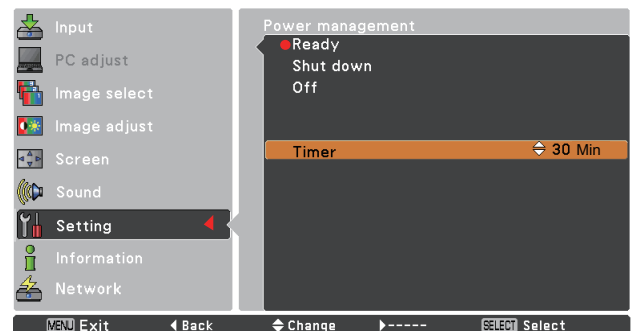 Input
PC adjust
Image select
Image adjust
Screen
Sound
Setting
Information
Network
Power management
Ready
Shut down
Off
Timer 30 Min
MENU Exit Back Change ----- SELECT Select